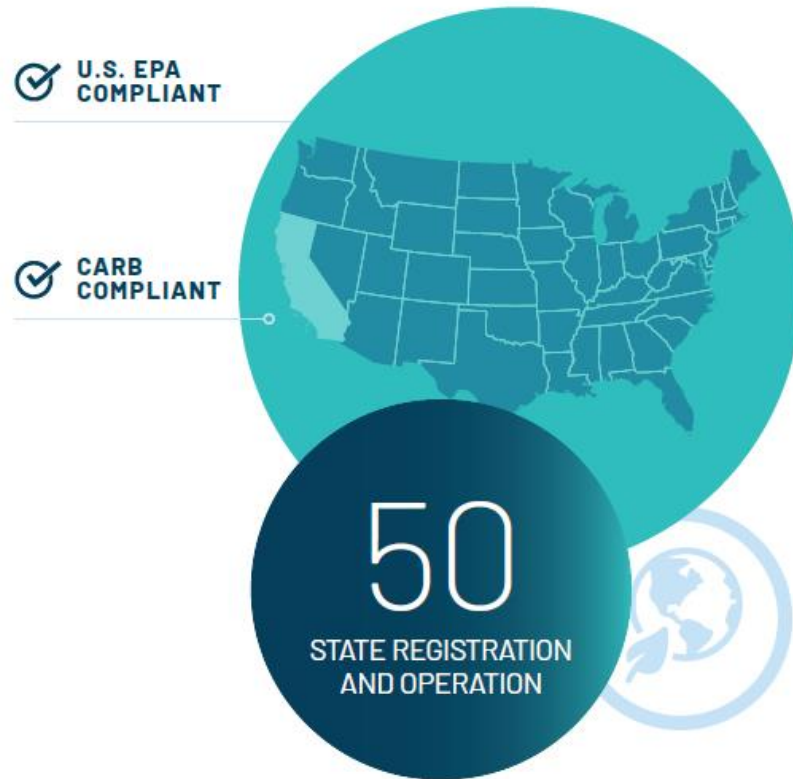 U.S. EPA
COMPLIANT
CARB
COMPLIANT
50
STATE REGISTRATION
AND OPERATION